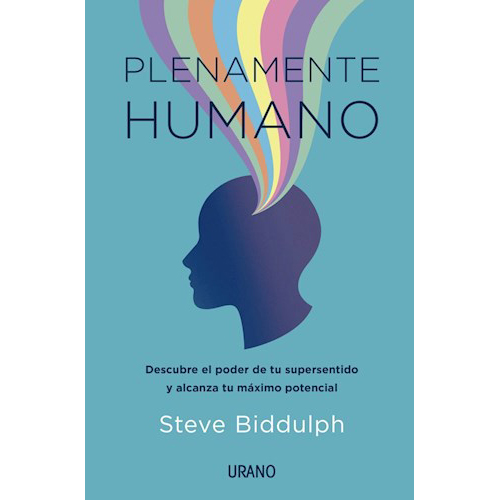 PLENAMENTE
HUMANO
Descubre el poder de tu supersentido
y alcanza tu máximo potencial
Steve Biddulph
URANO